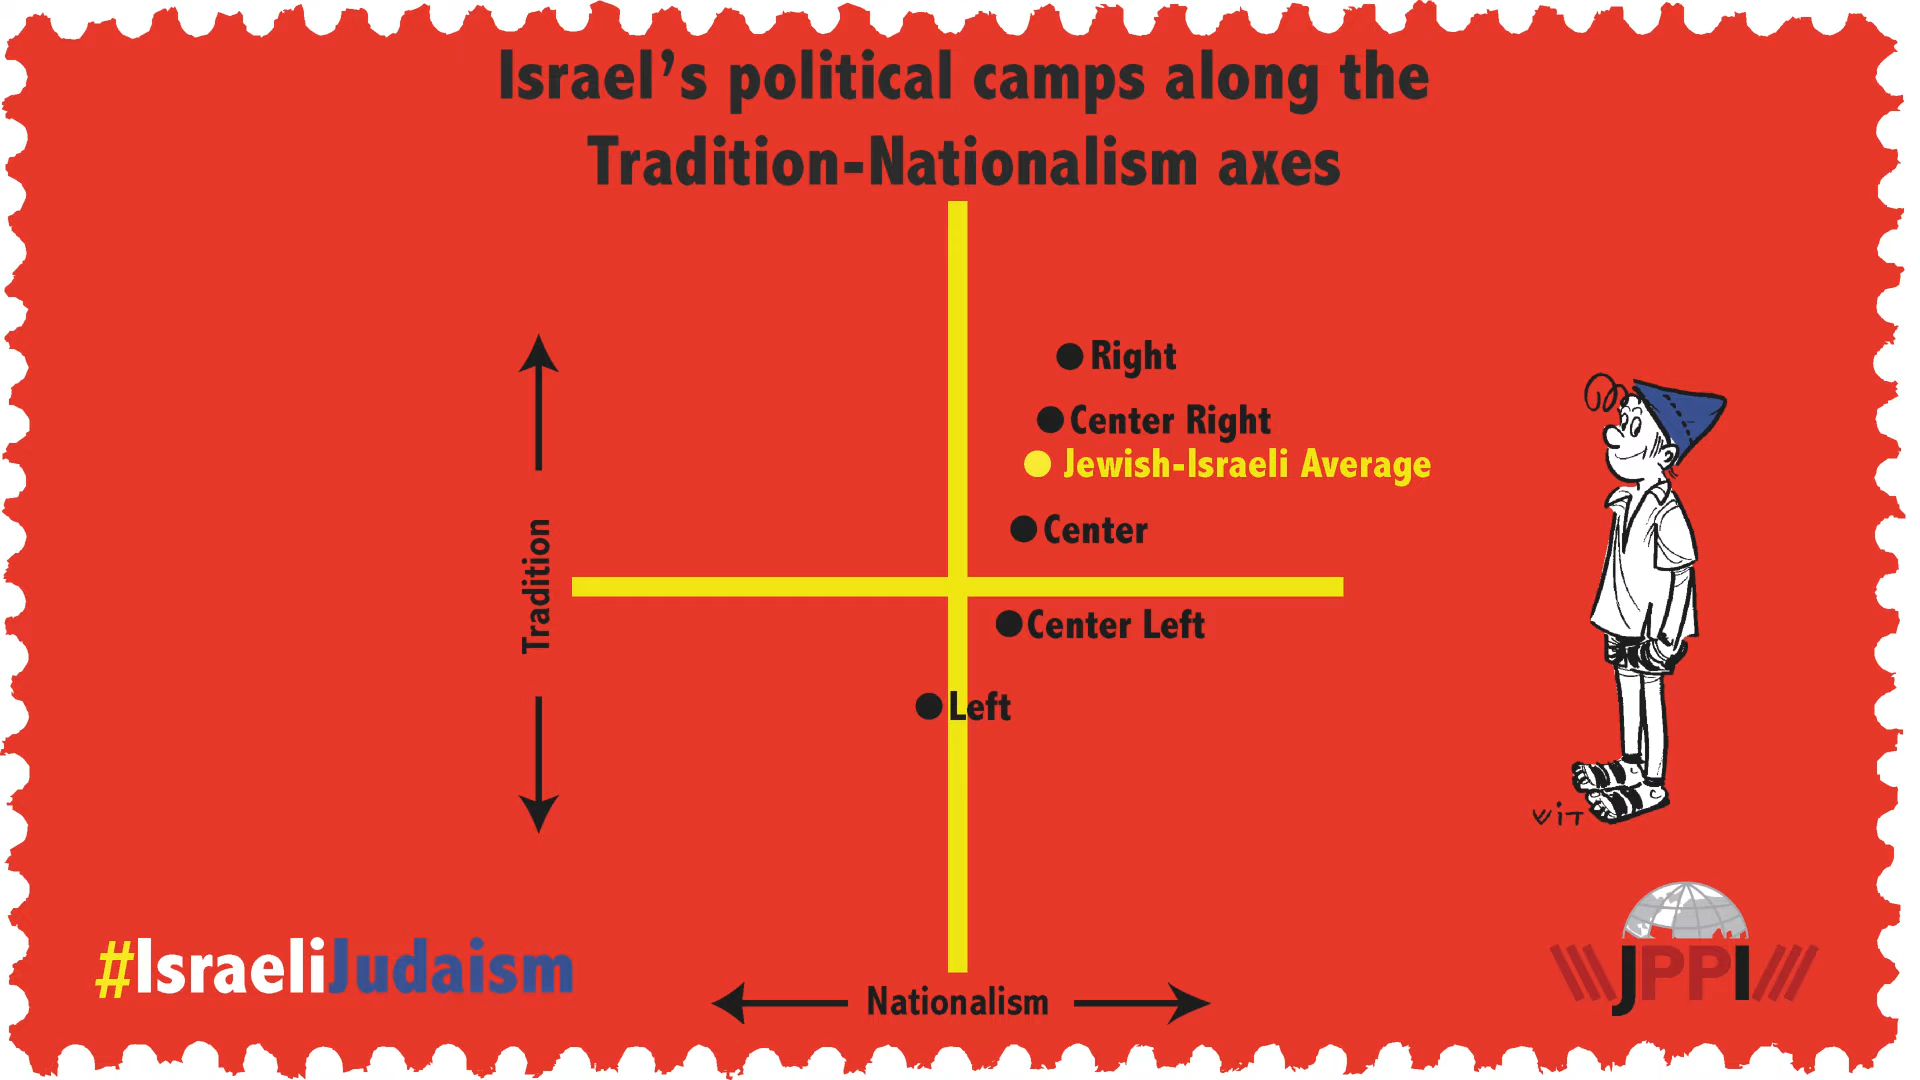 Israel's political camps along the
Tradition-Nationalism axes
Right
Center Right
Jewish-Israeli Average
Center
Tradition
Center Left
Left
WiT
#IsraeliJudaism
JPPI
Nationalism